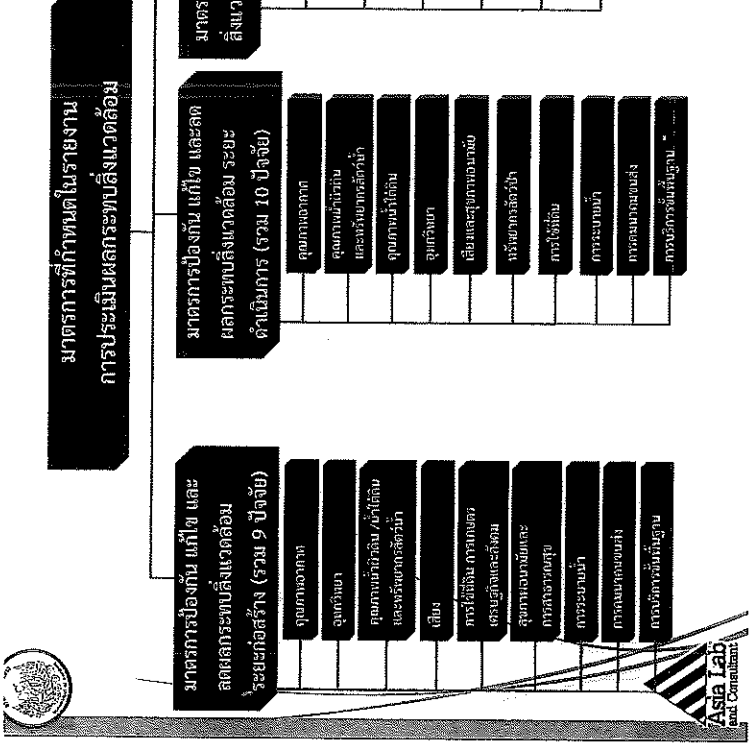 มาตรการที่กำหนดในรายงาน
การประเมินผลกระทบสิ่งแวดล้อม
มาตรการป้องกัน แก้ไข และ
ลดผลกระทบสิ่งแวดล้อม
ระยะก่อสร้าง (รวม 9 ปัจจัย)
คุณภาพอากาศ
อุทกวิทยา
คุณภาพน้ำผิวดิน /น้ำใต้ดิน
และทรัพยากรสัตว์น้ำ
เสียง
การใช้ที่ดิน การเกษตร
เศรษฐกิจและสังคม
สุขภาพอนามัยและ
การสาธารณสุข
การระบายน้ำ
การคมนาคมขนส่ง
การบริการขั้นพื้นฐาน
มาตรการป้องกัน แก้ไข และลด
ผลกระทบสิ่งแวดล้อม ระยะ
ดำเนินการ (รวม 10 ปัจจัย)
คุณภาพอากาศ
คุณภาพน้ำผิวดิน
และทรัพยากรสัตว์น้ำ
คุณภาพน้ำใต้ดิน
อุทกวิทยา
เสียงและสุขภาพอนามัย
ทรัพยากรสัตว์ป่า
การใช้ที่ดิน
การระบายน้ำ
การคมนาคมขนส่ง
การบริการขั้นพื้นฐาน
มาตร
สิ่งแว
Asia Lab
and Consultant